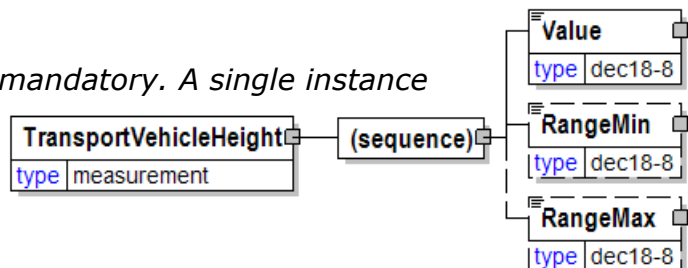 mandatory. A single instance
TransportVehicleHeight
type measurement
(sequence)
Value
type dec18-8
RangeMin
type dec18-8
RangeMax
type dec18-8